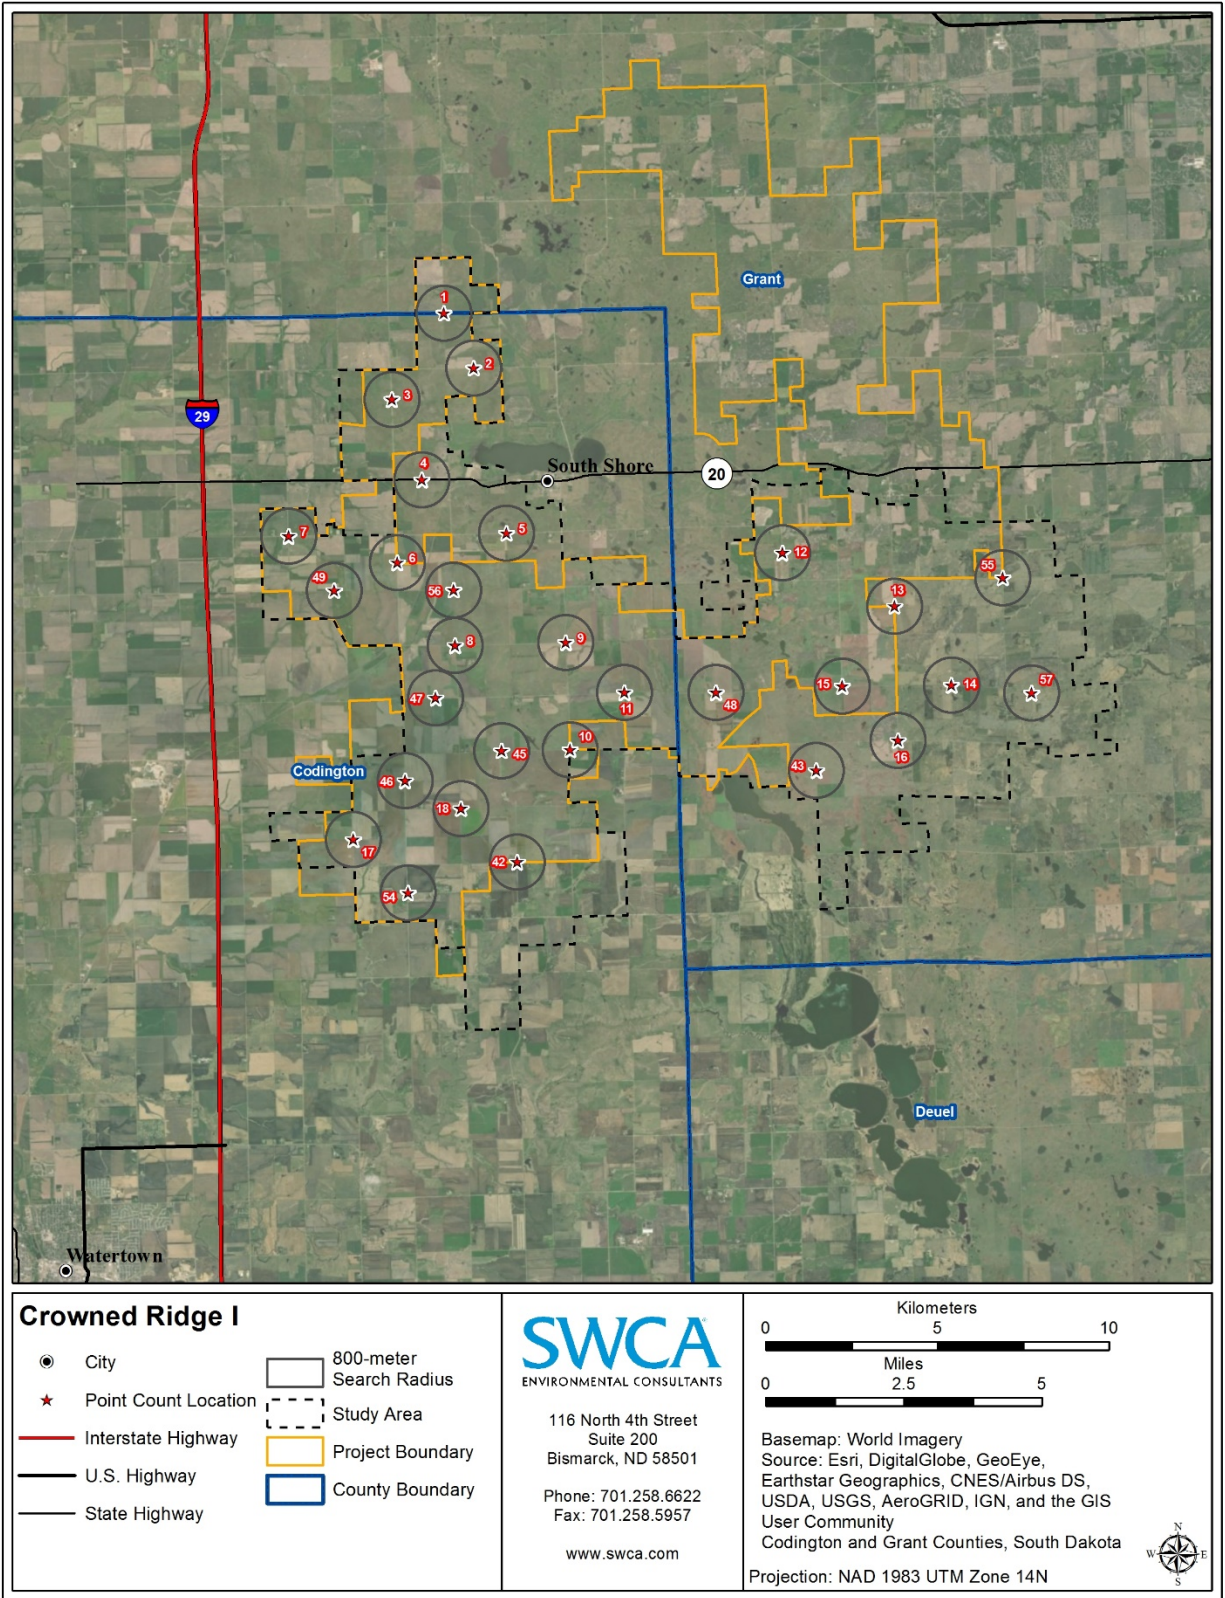 Grant
1
2
3
29
4
South Shore
20
7
5
12
6
55
49
56
13
8
9
15
14
57
47
11
48
10
45
16
Codington
46
43
18
17
42
54
Deuel
Watertown
Crowned Ridge I
City
Point Count Location
Interstate Highway
U.S. Highway
State Highway
800-meter
Search Radius
Study Area
Project Boundary
County Boundary
SWCA
ENVIRONMENTAL CONSULTANTS
116 North 4th Street
Suite 200
Bismarck, ND 58501
Phone: 701.258.6622
Fax: 701.258.5957
www.swca.com
Kilometers
0 5 10
Miles
0 2.5 5
Basemap: World Imagery
Source: Esri, DigitalGlobe, GeoEye,
Earthstar Geographics, CNES/Airbus DS,
USDA, USGS, AeroGRID, IGN, and the GIS
User Community
Codington and Grant Counties, South Dakota
Projection: NAD 1983 UTM Zone 14N
N
W E
S